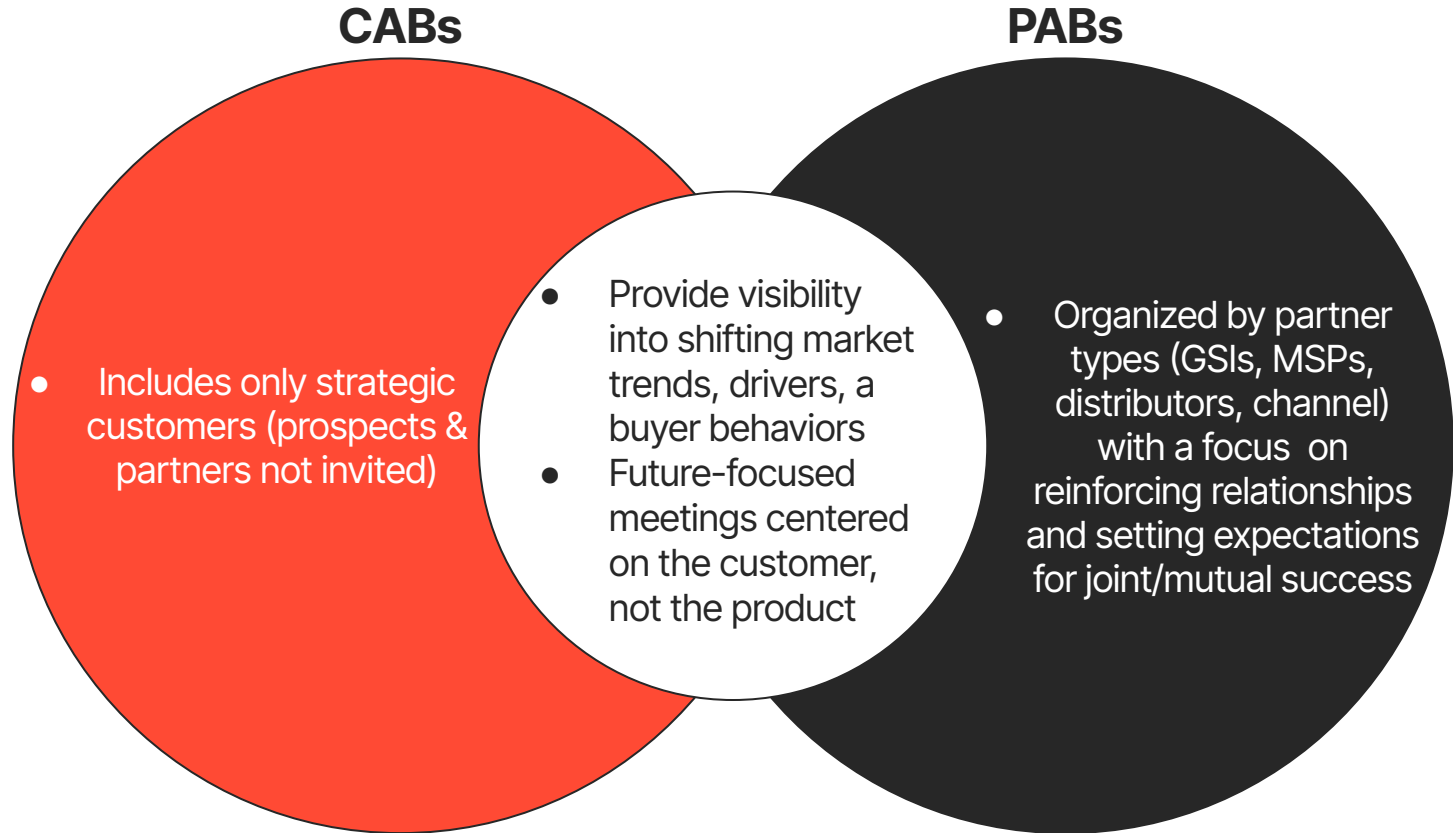 CABs
PABs
● Includes only strategic
customers (prospects &
partners not invited)
● Provide visibility
into shifting market
trends, drivers, a
buyer behaviors
● Future-focused
meetings centered
on the customer,
not the product
● Organized by partner
types (GSIs, MSPs,
distributors, channel)
with a focus on
reinforcing relationships
and setting expectations
for joint/mutual success